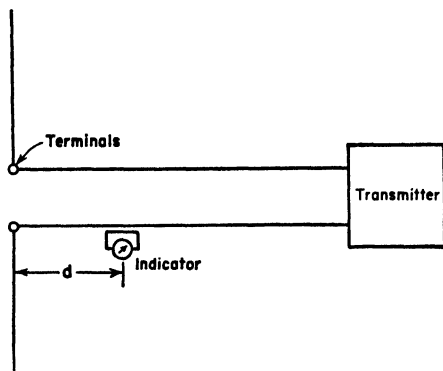 Terminals
Transmitter
Indicator
d